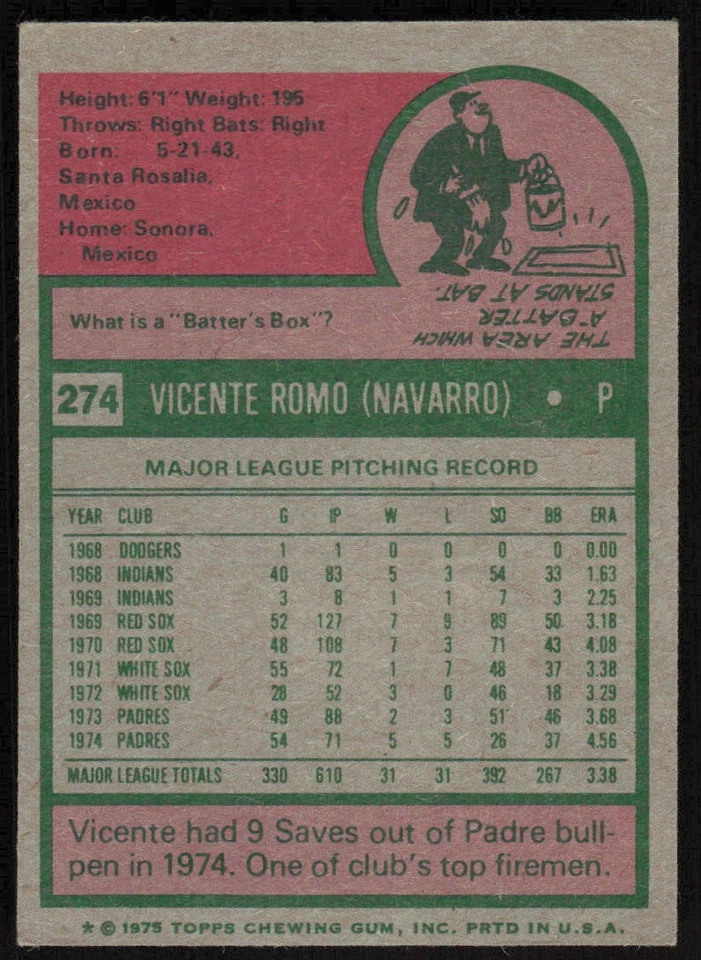 Height: 6'1" Weight: 195
Throws: Right Bats: Right
Born: 5-21-43,
Santa Rosalia,
Mexico
Home: Sonora,
Mexico
What is a "Batter's Box"?
THE AREA WHICH
A BATTER
STANDS AT BAT.
274 VICENTE ROMO (NAVARRO) • P
MAJOR LEAGUE PITCHING RECORD
YEAR CLUB G IP W L SO BB ERA
1968 DODGERS 1 1 0 0 0 0 0.00
1968 INDIANS 40 83 5 3 54 33 1.63
1969 INDIANS 3 8 1 1 7 3 2.25
1969 RED SOX 52 127 7 9 89 50 3.18
1970 RED SOX 48 108 7 3 71 43 4.08
1971 WHITE SOX 55 72 1 7 48 37 3.38
1972 WHITE SOX 28 52 3 0 46 18 3.29
1973 PADRES 49 88 2 3 51 46 3.68
1974 PADRES 54 71 5 5 26 37 4.56
MAJOR LEAGUE TOTALS 330 610 31 31 392 267 3.38
Vicente had 9 Saves out of Padre bull-
pen in 1974. One of club's top firemen.
* © 1975 TOPPS CHEWING GUM, INC. PRTD IN U.S.A.